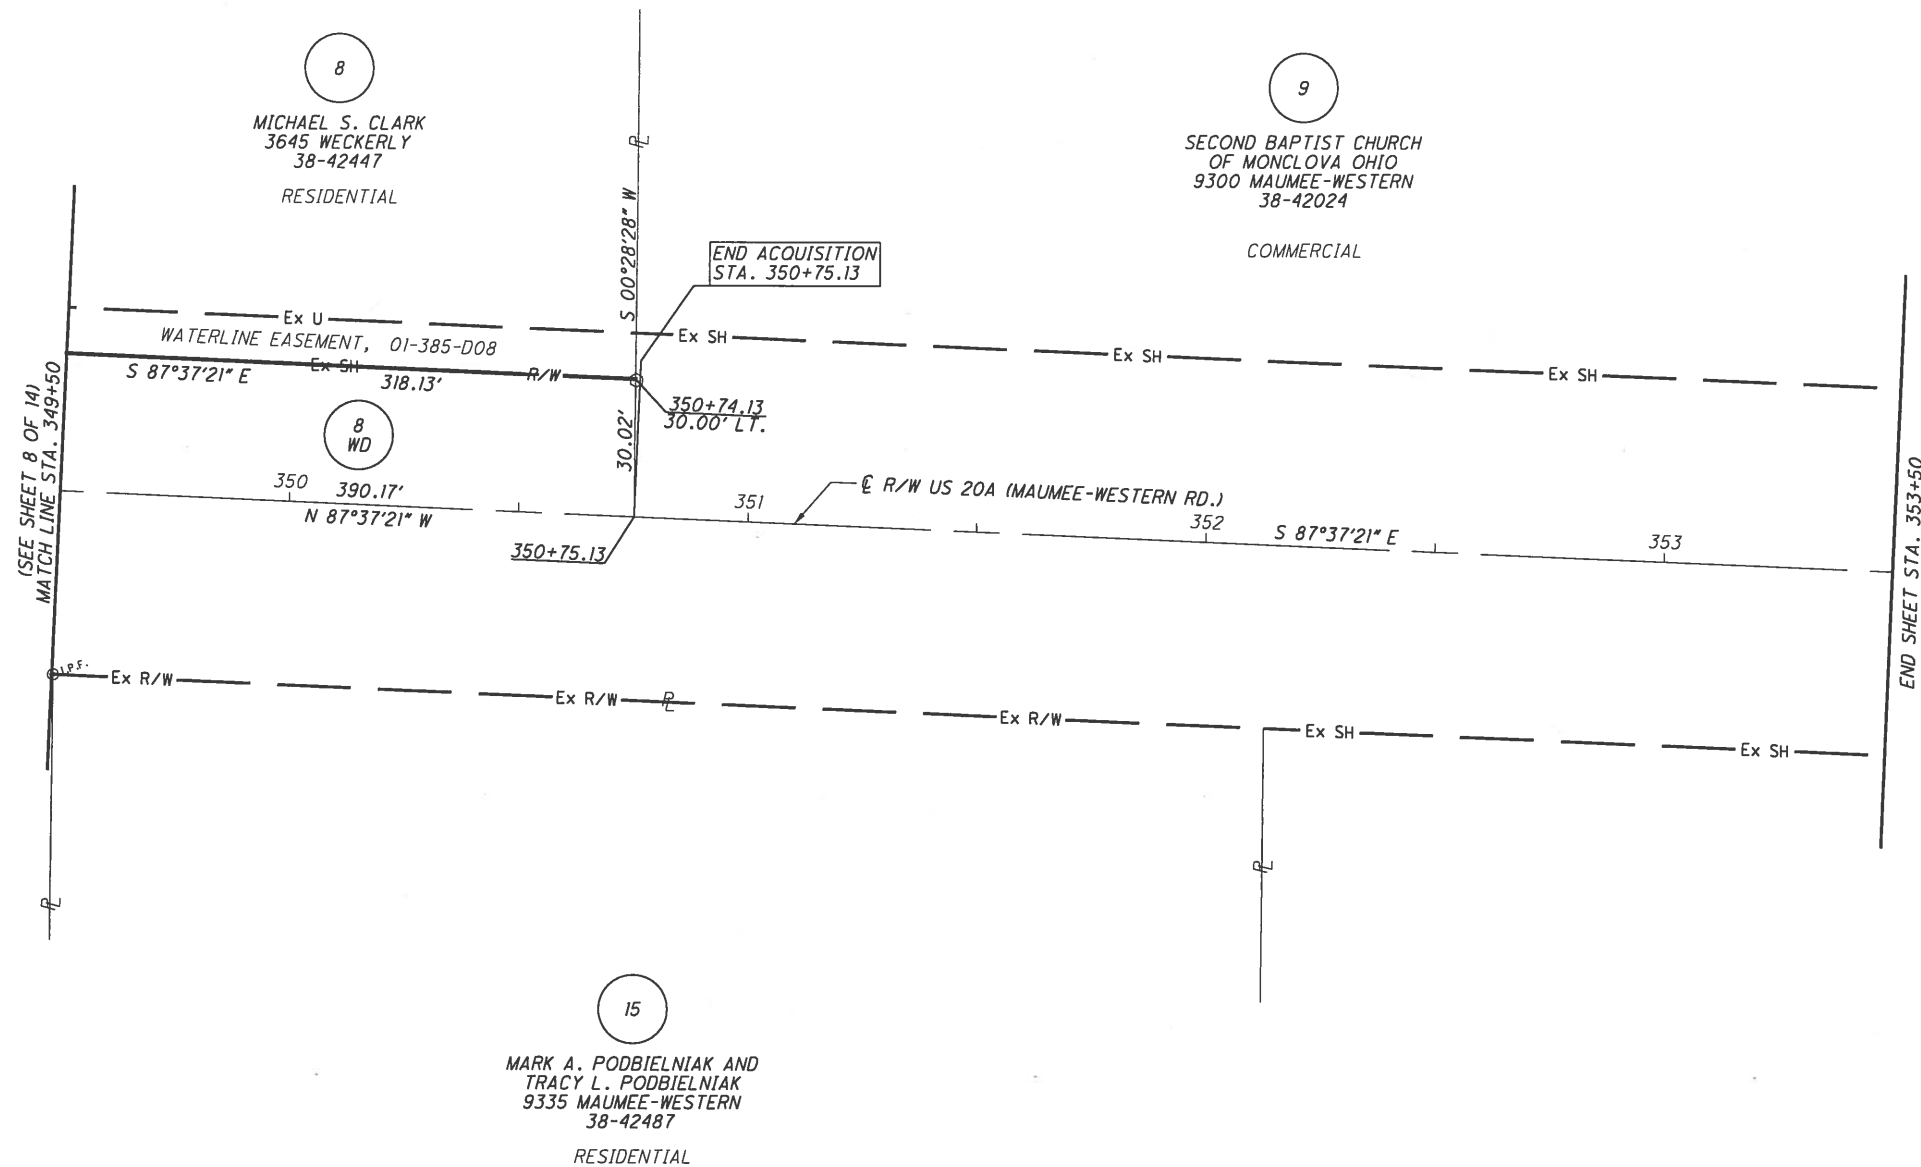 8
MICHAEL S. CLARK
3645 WECKERLY
38-42447
RESIDENTIAL
9
SECOND BAPTIST CHURCH
OF MONCLOVA OHIO
9300 MAUMEE-WESTERN
38-42024
COMMERCIAL
PL
S 00°28'28" W
END ACQUISITION
STA. 350+75.13
Ex U
WATERLINE EASEMENT, 01-385-D08
Ex SH
Ex SH
Ex SH
Ex SH
S 87°37'21" E
318.13'
R/W
350+74.13
30.00' LT.
30.02'
8
WD
(SEE SHEET 8 OF 14)
MATCH LINE STA. 349+50
350
390.17'
N 87°37'21" W
350+75.13
351
CL R/W US 20A (MAUMEE-WESTERN RD.)
352
S 87°37'21" E
353
END SHEET STA. 353+50
I.P.F.
Ex R/W
Ex R/W
PL
Ex R/W
Ex SH
Ex SH
PL
PL
15
MARK A. PODBIELNIAK AND
TRACY L. PODBIELNIAK
9335 MAUMEE-WESTERN
38-42487
RESIDENTIAL